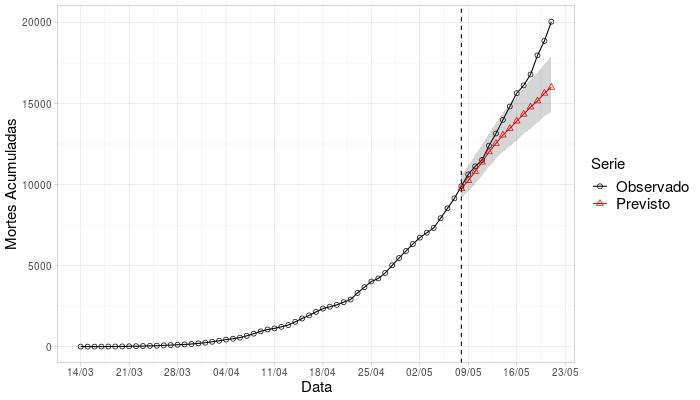 20000
15000
10000
5000
0
Mortes Acumuladas
14/03 21/03 28/03 04/04 11/04 18/04 25/04 02/05 09/05 16/05 23/05
Data
Serie
Observado
Previsto